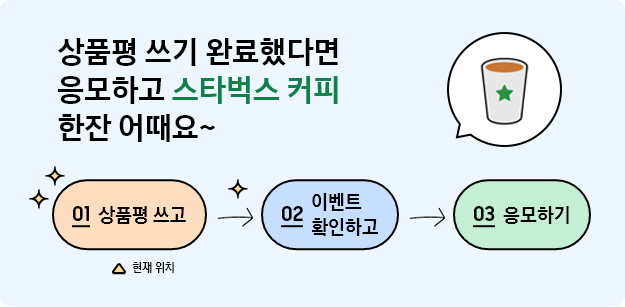 상품평 쓰기 완료했다면
응모하고 스타벅스 커피
한잔 어때요~
01 상품평 쓰고
02 이벤트
확인하고
03 응모하기
현재 위치